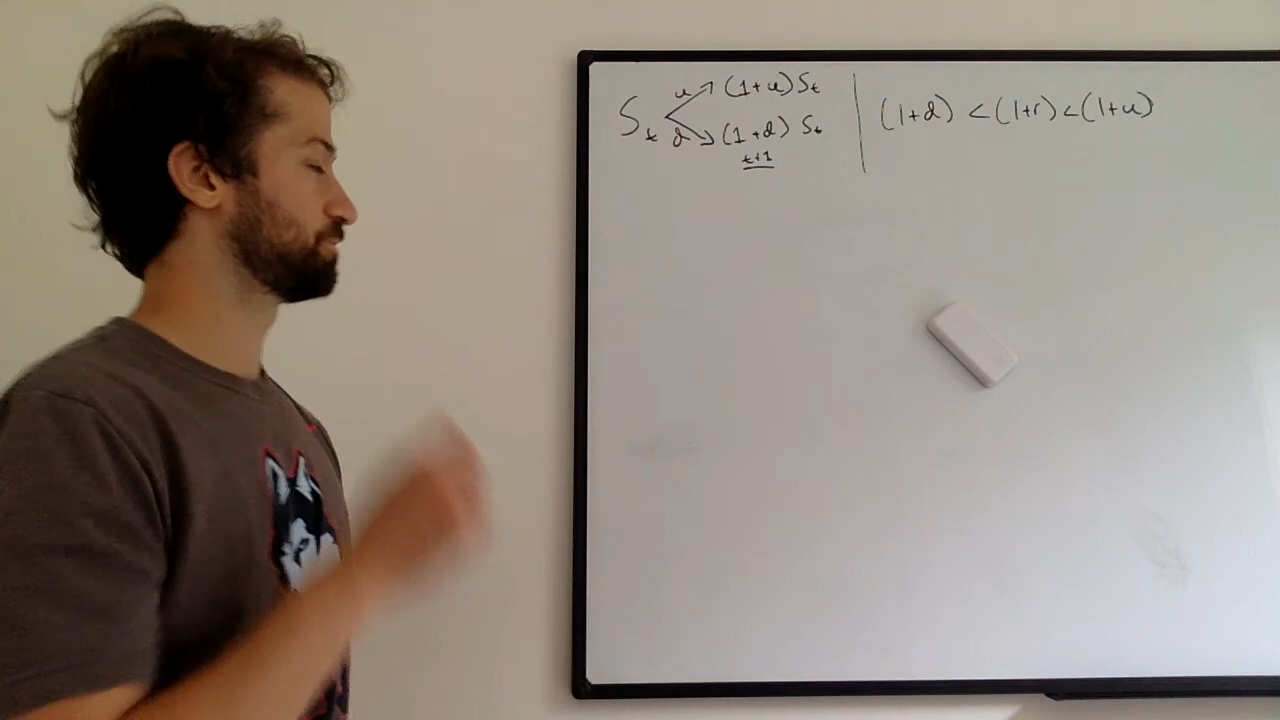 u (1+u) S_t
S_t
d (1+d) S_t
t+1
(1+d) < (1+r) < (1+u)